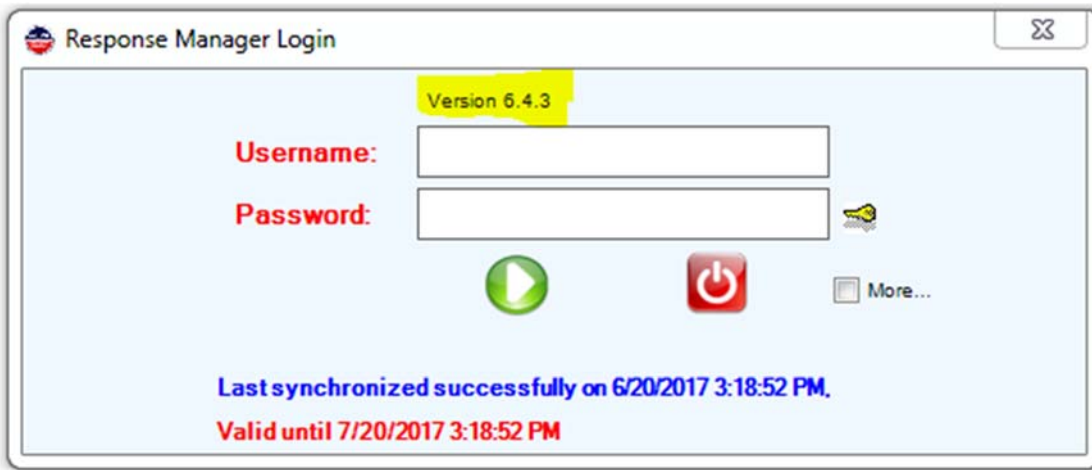 Response Manager Login
Version 6.4.3
Username:
Password:
More...
Last synchronized successfully on 6/20/2017 3:18:52 PM.
Valid until 7/20/2017 3:18:52 PM